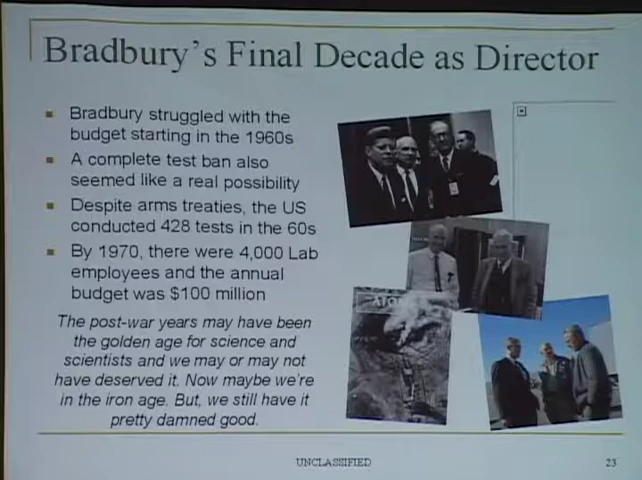 Bradbury's Final Decade as Director
Bradbury struggled with the
budget starting in the 1960s
A complete test ban also
seemed like a real possibility
Despite arms treaties, the US
conducted 428 tests in the 60s
By 1970, there were 4,000 Lab
employees and the annual
budget was $100 million
The post-war years may have been
the golden age for science and
scientists and we may or may not
have deserved it. Now maybe we're
in the iron age. But, we still have it
pretty damned good.
UNCLASSIFIED
23